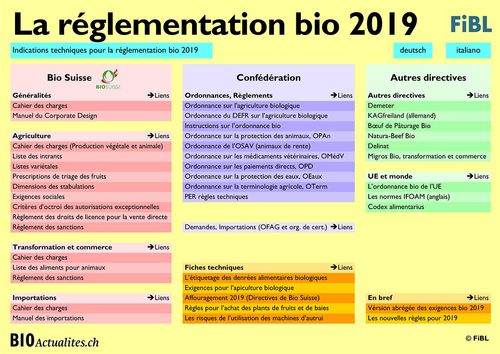 La réglementation bio 2019
FiBL
Indications techniques pour la réglementation bio 2019
deutsch
italiano
Bio Suisse
BIOSUISSE
Généralités
➔Liens
Cahier des charges
Manuel du Corporate Design
Agriculture
➔Liens
Cahier des charges (Production végétale et animale)
Liste des intrants
Listes variétales
Prescriptions de triage des fruits
Dimensions des stabulations
Exigences sociales
Critères d'octroi des autorisations exceptionnelles
Règlement des droits de licence pour la vente directe
Règlement des sanctions
Transformation et commerce
➔Liens
Cahier des charges
Liste des aliments pour animaux
Règlement des sanctions
Importations
➔Liens
Cahier des charges
Manuel des importations
Confédération
Ordonnances, Règlements
➔Liens
Ordonnance sur l'agriculture biologique
Ordonnance du DEFR sur l'agriculture biologique
Instructions sur l'ordonnance bio
Ordonnance sur la protection des animaux, OPAn
Ordonnance de l'OSAV (animaux de rente)
Ordonnance sur les médicaments vétérinaires, OMédV
Ordonnance sur les paiements directs, OPD
Ordonnance sur la protection des eaux, OEaux
Ordonnance sur la terminologie agricole, OTerm
PER règles techniques
Demandes, Importations (OFAG et org. de cert.)
➔Liens
Fiches techniques
➔Liens
L'étiquetage des denrées alimentaires biologiques
Exigences pour l'apiculture biologique
Affouragement 2019 (Directives de Bio Suisse)
Règles pour l'achat des plants de fruits et de baies
Les risques de l'utilisation des machines d'autrui
Autres directives
Autres directives
➔Liens
Demeter
KAGfreiland (allemand)
Bœuf de Pâturage Bio
Natura-Beef Bio
Delinat
Migros Bio, transformation et commerce
UE et monde
➔Liens
L'ordonnance bio de l'UE
Les normes IFOAM (anglais)
Codex alimentarius
En bref
➔Liens
Version abrégée des exigences bio 2019
Les nouvelles règles pour 2019
BIOActualites.ch
© FiBL